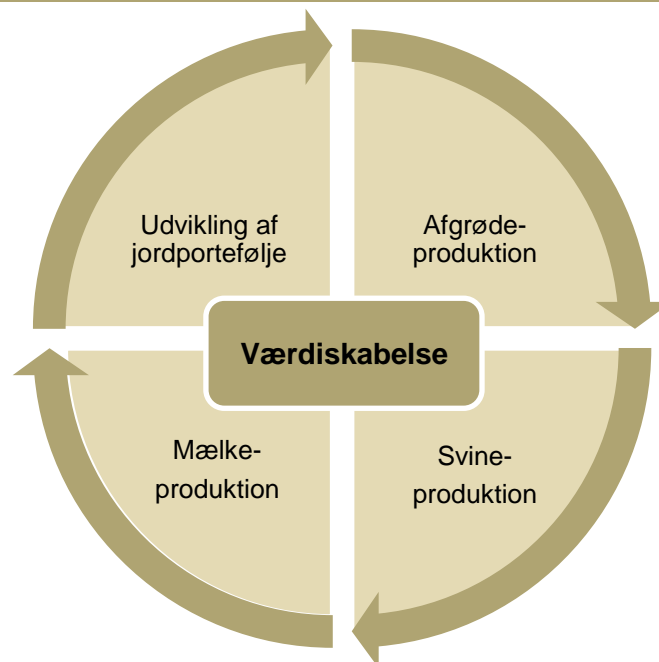 Udvikling af
jordportefølje
Afgrøde-
produktion
Værdiskabelse
Mælke-
produktion
Svine-
produktion